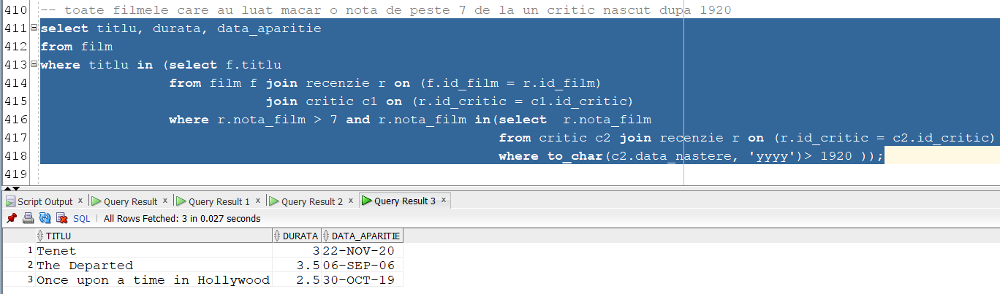 410 -- toate filmele care au luat macar o nota de peste 7 de la un critic nascut dupa 1920
411 select titlu, durata, data_aparitie
412 from film
413 where titlu in (select f.titlu
414 from film f join recenzie r on (f.id_film = r.id_film)
415 join critic c1 on (r.id_critic = c1.id_critic)
416 where r.nota_film > 7 and r.nota_film in(select  r.nota_film
417 from critic c2 join recenzie r on (r.id_critic = c2.id_critic)
418 where to_char(c2.data_nastere, 'yyyy')> 1920 ));
419
Script Output x Query Result x Query Result 1 x Query Result 2 x Query Result 3 x
SQL | All Rows Fetched: 3 in 0.027 seconds
TITLU DURATA DATA_APARITIE
1 Tenet 3 22-NOV-20
2 The Departed 3.5 06-SEP-06
3 Once upon a time in Hollywood 2.5 30-OCT-19